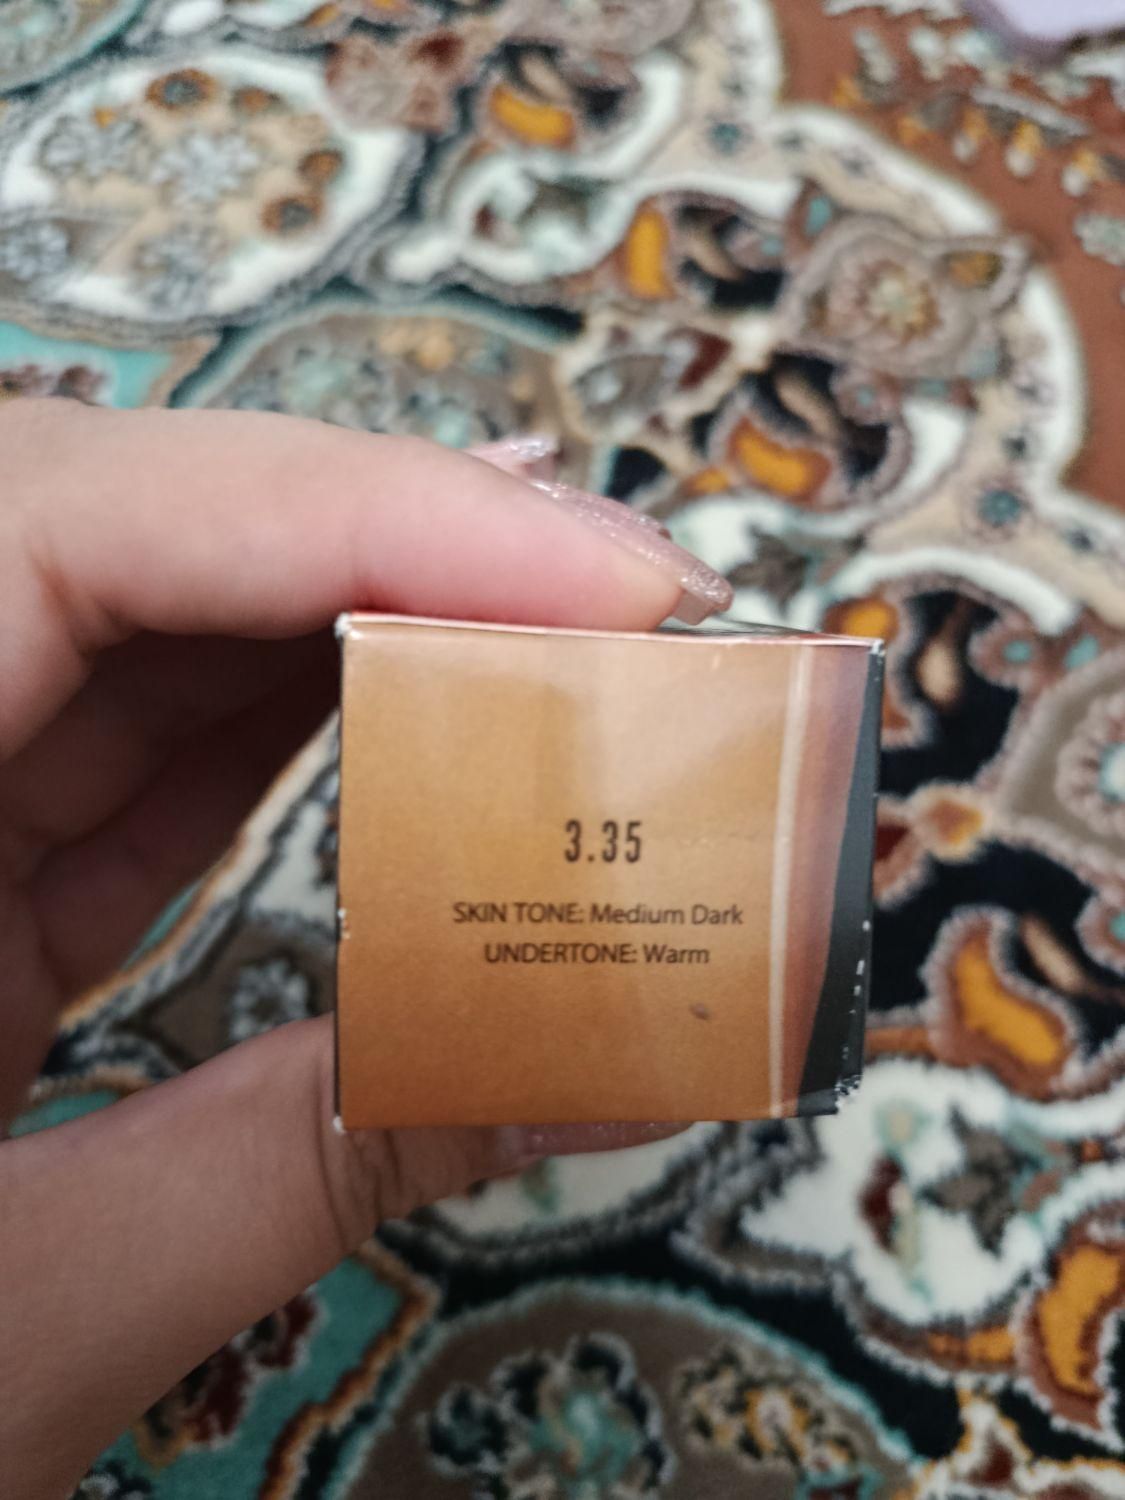 3.35
SKIN TONE: Medium Dark
UNDERTONE: Warm